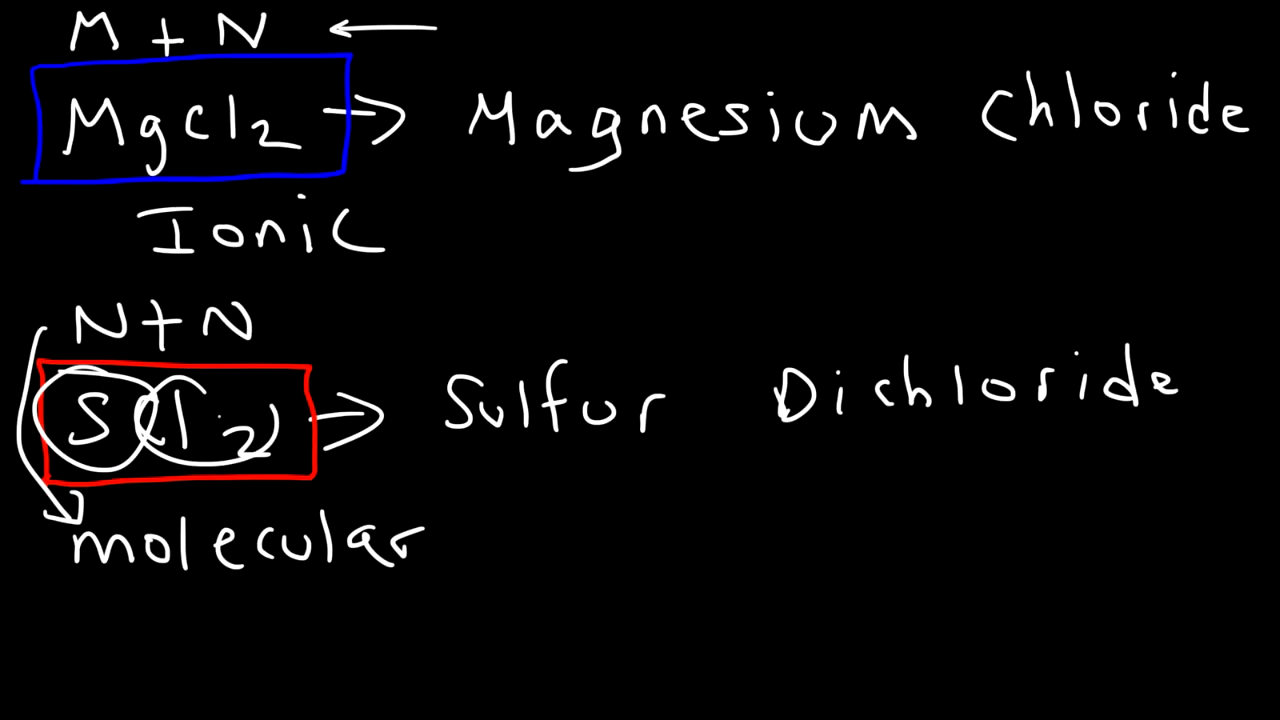 M + N ←
MgCl₂ → Magnesium Chloride
Ionic
N + N
SCl₂ → Sulfur Dichloride
molecular